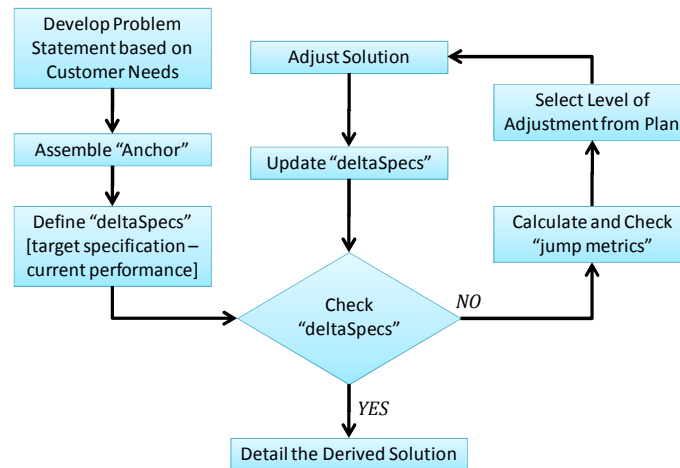 Develop Problem
Statement based on
Customer Needs
Assemble “Anchor”
Define “deltaSpecs”
[target specification –
current performance]
Adjust Solution
Update “deltaSpecs”
Check
“deltaSpecs”
NO
YES
Detail the Derived Solution
Calculate and Check
“jump metrics”
Select Level of
Adjustment from Plan